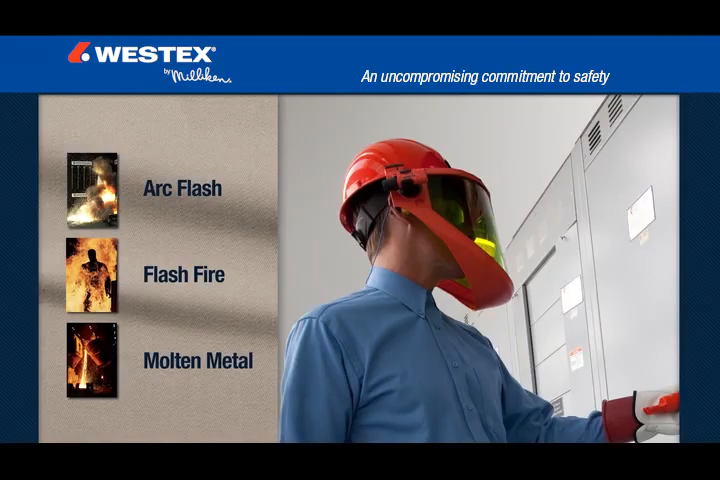 WESTEX®
by Milliken.
An uncompromising commitment to safety
Arc Flash
Flash Fire
Molten Metal